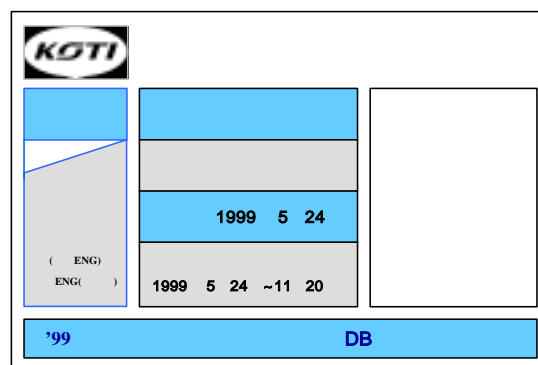 KOTI
1999 5 24
( ENG)
ENG( )
1999 5 24 ~11 20
'99 DB